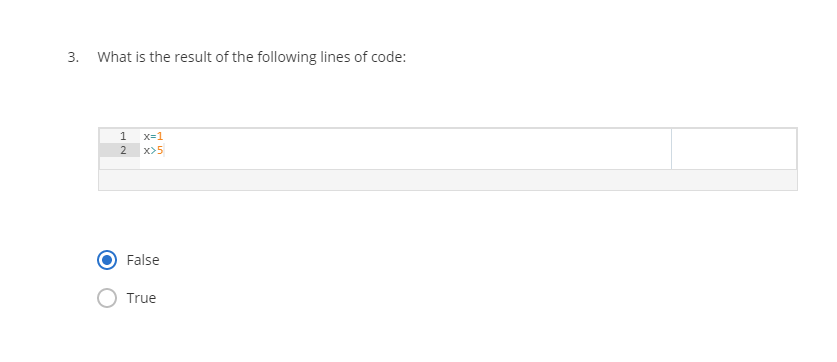 3. What is the result of the following lines of code:
1 x=1
2 x>5
False
True